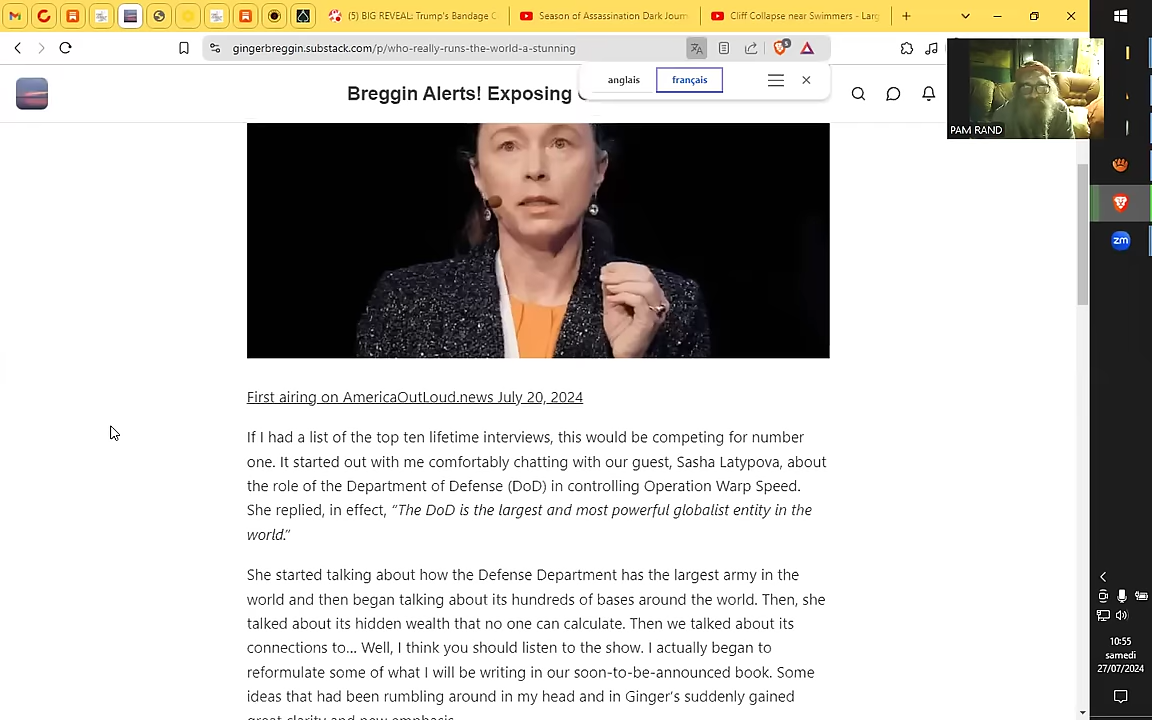 (5) BIG REVEAL: Trump's Bandage C
Season of Assassination Dark Journ
Cliff Collapse near Swimmers - Larg
gingerbreggin.substack.com/p/who-really-runs-the-world-a-stunning
5
anglais
français
Breggin Alerts! Exposing
PAM RAND
zm
First airing on AmericaOutLoud.news July 20, 2024
If I had a list of the top ten lifetime interviews, this would be competing for number
one. It started out with me comfortably chatting with our guest, Sasha Latypova, about
the role of the Department of Defense (DoD) in controlling Operation Warp Speed.
She replied, in effect, “The DoD is the largest and most powerful globalist entity in the
world.”
She started talking about how the Defense Department has the largest army in the
world and then began talking about its hundreds of bases around the world. Then, she
talked about its hidden wealth that no one can calculate. Then we talked about its
connections to... Well, I think you should listen to the show. I actually began to
reformulate some of what I will be writing in our soon-to-be-announced book. Some
ideas that had been rumbling around in my head and in Ginger’s suddenly gained
great clarity and new emphasis.
10:55
samedi
27/07/2024